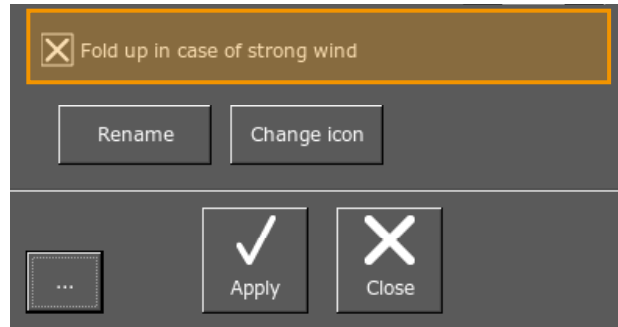 Fold up in case of strong wind
Rename
Change icon
...
Apply
Close